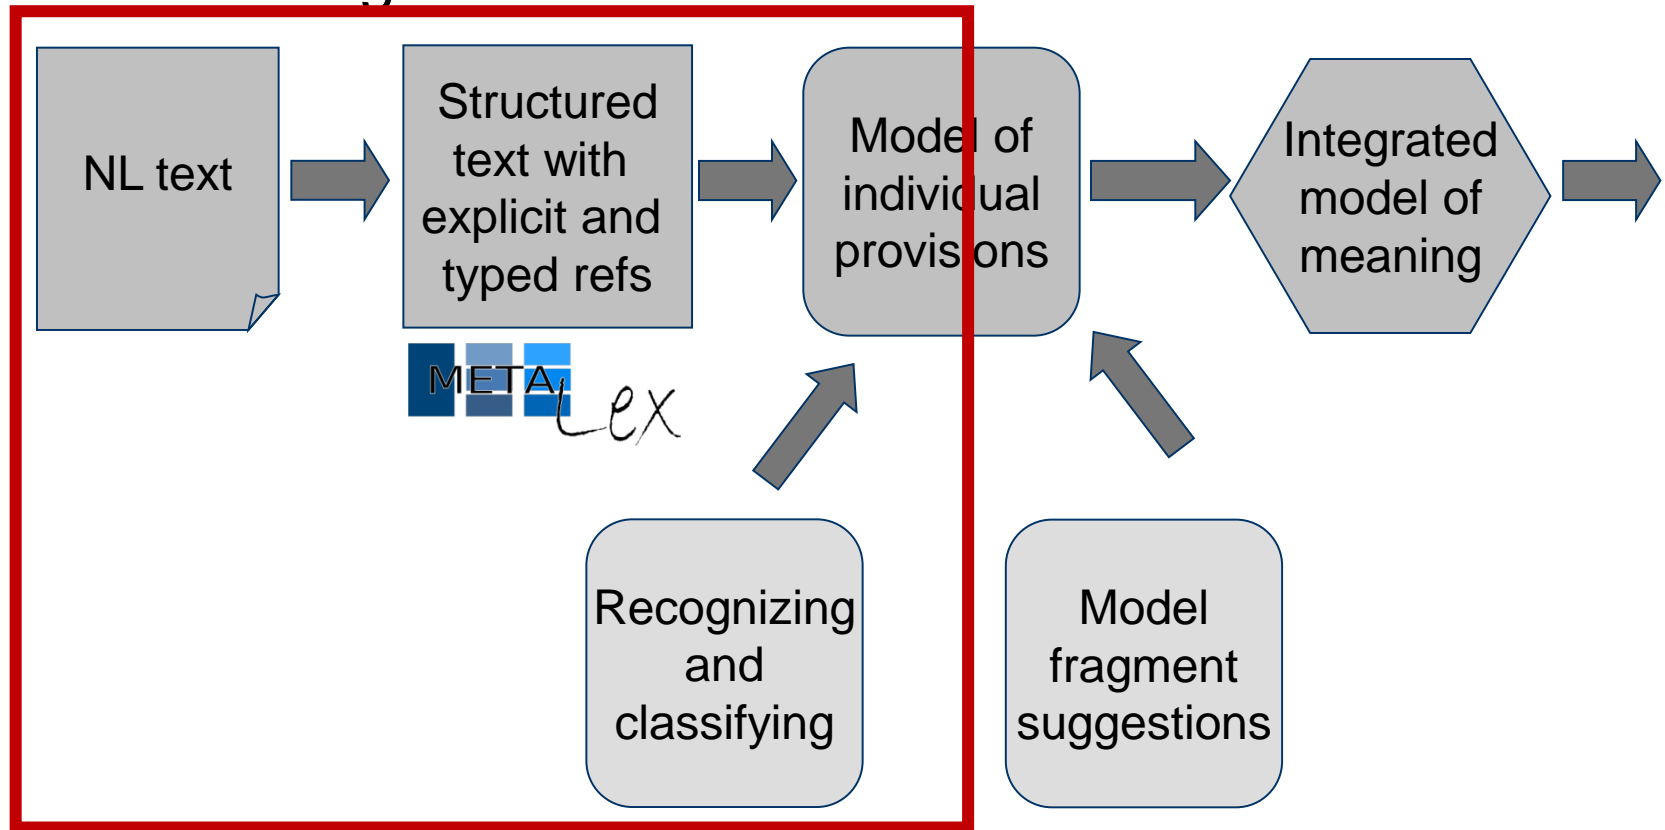 NL text
Structured
text with
explicit and
typed refs
Model of
individual
provisions
Integrated
model of
meaning
META
Lex
Recognizing
and
classifying
Model
fragment
suggestions